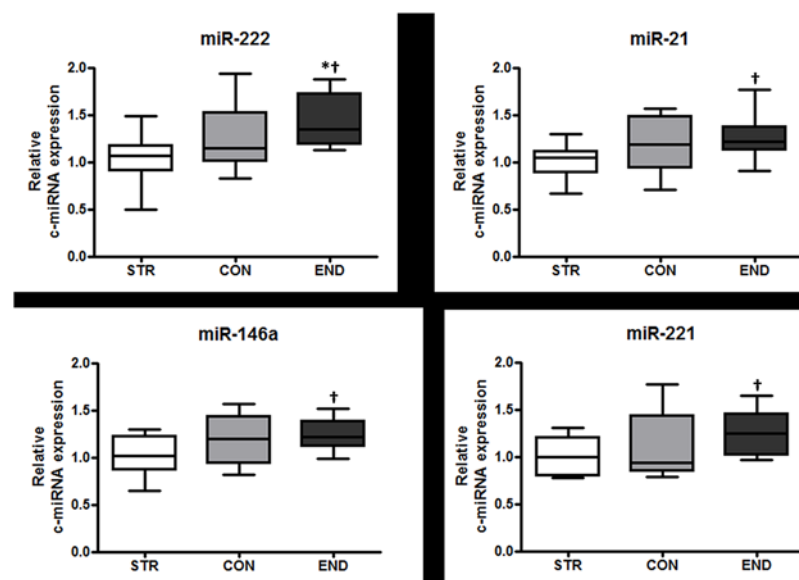 miR-222
*†
Relative
c-miRNA expression
2.0
1.5
1.0
0.5
0.0
STR CON END
miR-21
†
Relative
c-miRNA expression
2.0
1.5
1.0
0.5
0.0
STR CON END
miR-146a
†
Relative
c-miRNA expression
2.0
1.5
1.0
0.5
0.0
STR CON END
miR-221
†
Relative
c-miRNA expression
2.0
1.5
1.0
0.5
0.0
STR CON END